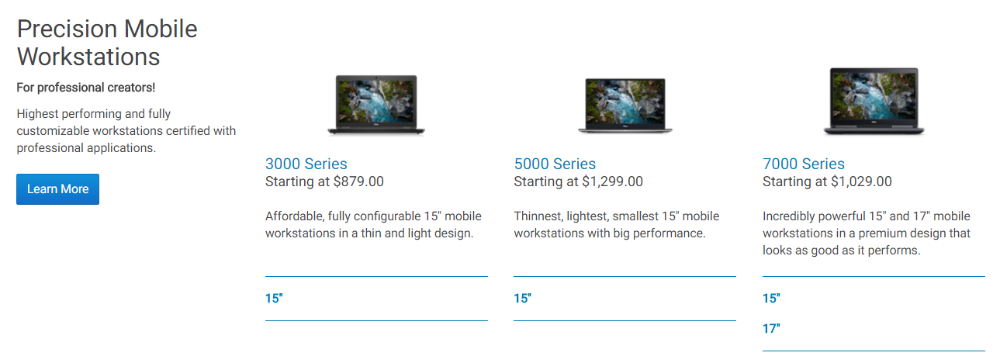 Precision Mobile
Workstations
For professional creators!
Highest performing and fully
customizable workstations certified with
professional applications.
Learn More
3000 Series
Starting at $879.00
Affordable, fully configurable 15" mobile
workstations in a thin and light design.
15"
5000 Series
Starting at $1,299.00
Thinnest, lightest, smallest 15" mobile
workstations with big performance.
15"
7000 Series
Starting at $1,029.00
Incredibly powerful 15" and 17" mobile
workstations in a premium design that
looks as good as it performs.
15"
17"